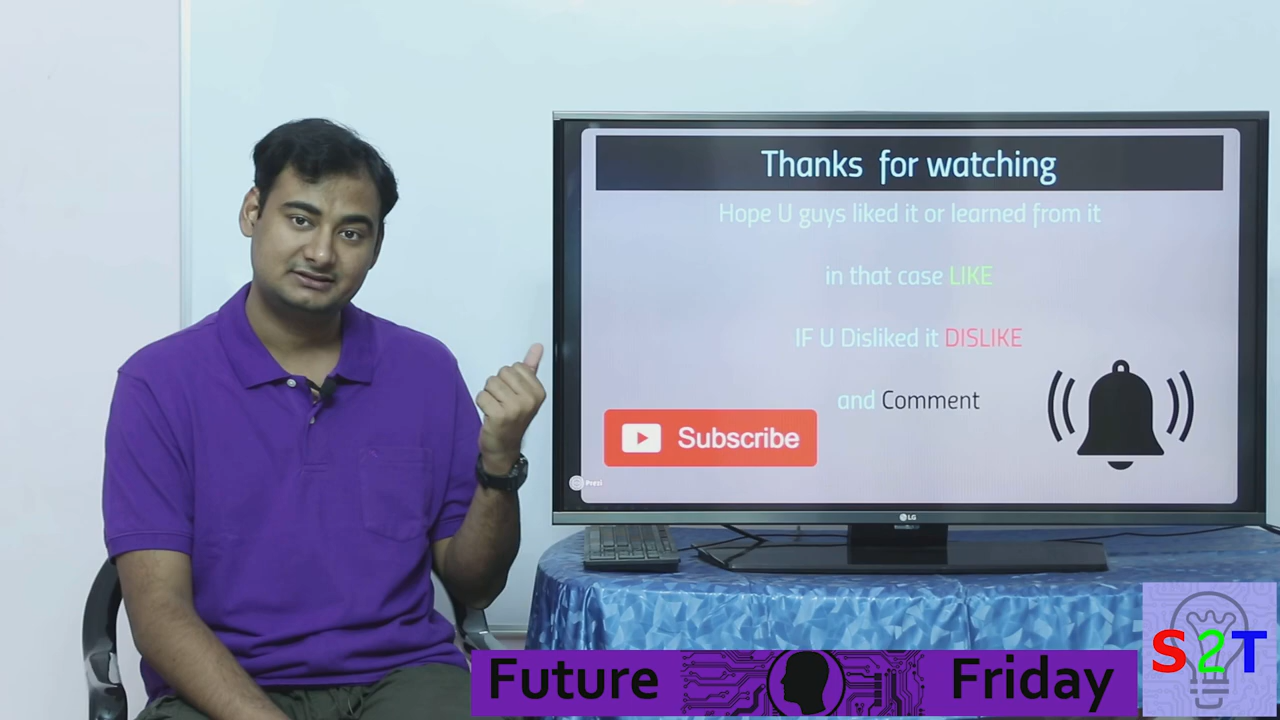 Thanks for watching
Hope U guys liked it or learned from it
in that case LIKE
IF U Disliked it DISLIKE
and Comment
Subscribe
Prezi
LG
Future Friday
S2T